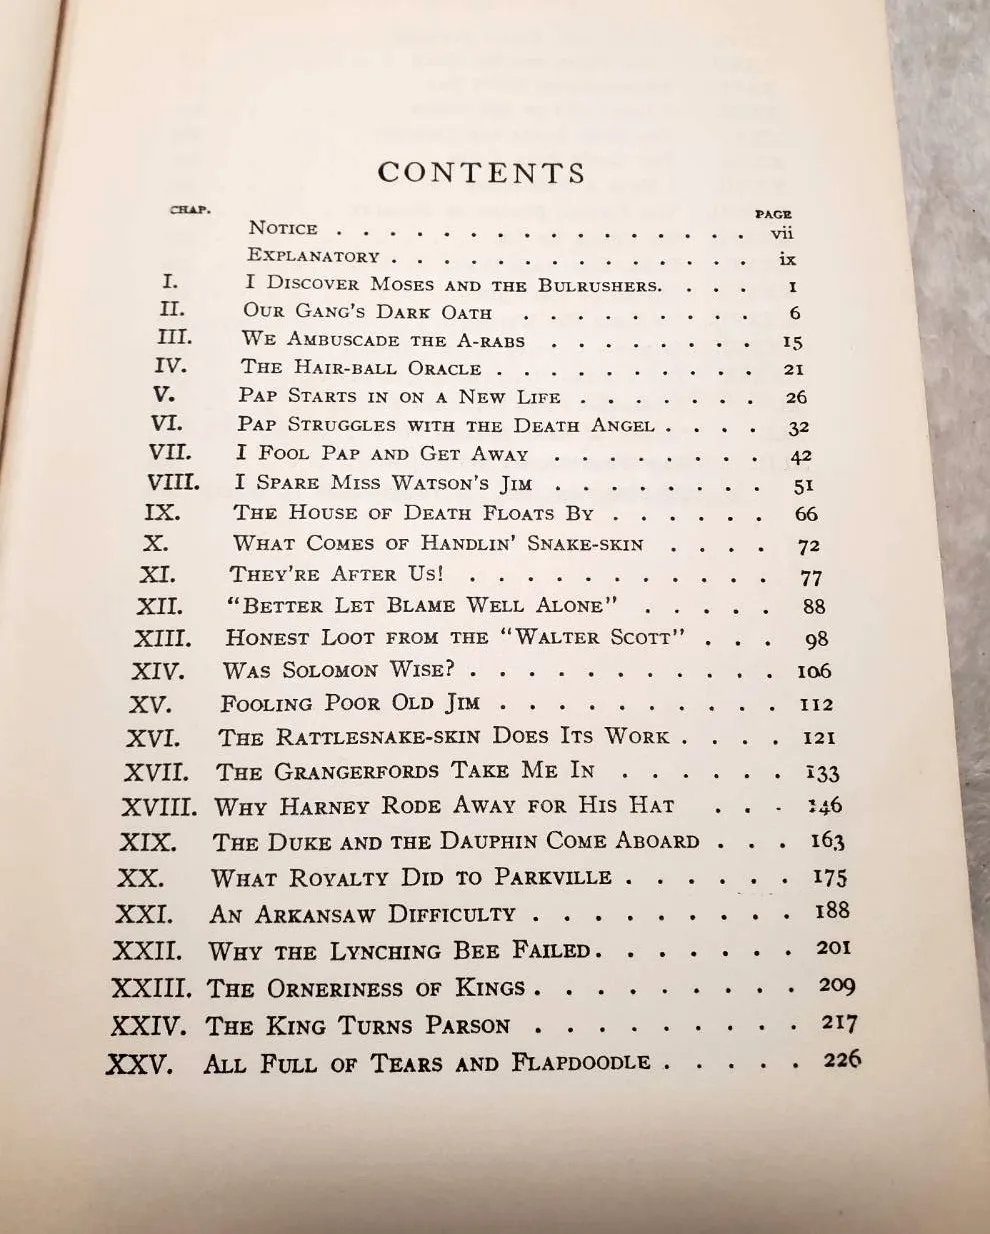 CONTENTS
CHAP. PAGE
NOTICE . . . . . . . . . . . . . . . . . . vii
EXPLANATORY . . . . . . . . . . . . . . ix
I. I DISCOVER MOSES AND THE BULRUSHERS. . . . 1
II. OUR GANG'S DARK OATH . . . . . . . . . 6
III. WE AMBUSCADE THE A-RABS . . . . . . . . 15
IV. THE HAIR-BALL ORACLE . . . . . . . . . . 21
V. PAP STARTS IN ON A NEW LIFE . . . . . . . 26
VI. PAP STRUGGLES WITH THE DEATH ANGEL . . . . 32
VII. I FOOL PAP AND GET AWAY . . . . . . . . 42
VIII. I SPARE MISS WATSON'S JIM . . . . . . . . 51
IX. THE HOUSE OF DEATH FLOATS BY . . . . . . 66
X. WHAT COMES OF HANDLIN' SNAKE-SKIN . . . . 72
XI. THEY'RE AFTER US! . . . . . . . . . . . 77
XII. "BETTER LET BLAME WELL ALONE" . . . . . 88
XIII. HONEST LOOT FROM THE "WALTER SCOTT" . . . 98
XIV. WAS SOLOMON WISE? . . . . . . . . . . . 106
XV. FOOLING POOR OLD JIM . . . . . . . . . . 112
XVI. THE RATTLESNAKE-SKIN DOES ITS WORK . . . . 121
XVII. THE GRANGERFORDS TAKE ME IN . . . . . . 133
XVIII. WHY HARNEY RODE AWAY FOR HIS HAT . . . 146
XIX. THE DUKE AND THE DAUPHIN COME ABOARD . . . 163
XX. WHAT ROYALTY DID TO PARKVILLE . . . . . . 175
XXI. AN ARKANSAW DIFFICULTY . . . . . . . . . 188
XXII. WHY THE LYNCHING BEE FAILED. . . . . . . 201
XXIII. THE ORNERINESS OF KINGS . . . . . . . . . 209
XXIV. THE KING TURNS PARSON . . . . . . . . . 217
XXV. ALL FULL OF TEARS AND FLAPDOODLE . . . . . 226